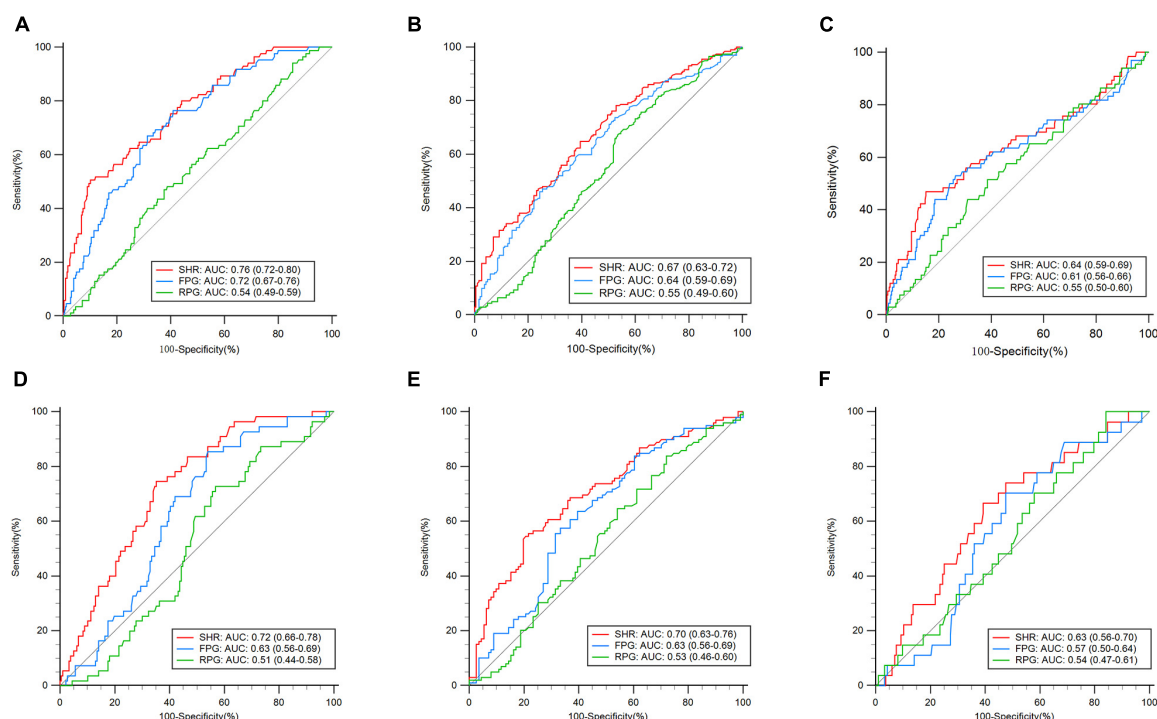 A
Sensitivity(%)
100
80
60
40
20
0
SHR: AUC: 0.76 (0.72-0.80)
FPG: AUC: 0.72 (0.67-0.76)
RPG: AUC: 0.54 (0.49-0.59)
0 20 40 60 80 100
100-Specificity(%)
B
Sensitivity(%)
100
80
60
40
20
0
SHR: AUC: 0.67 (0.63-0.72)
FPG: AUC: 0.64 (0.59-0.69)
RPG: AUC: 0.55 (0.49-0.60)
0 20 40 60 80 100
100-Specificity(%)
C
Sensitivity(%)
100
80
60
40
20
0
SHR: AUC: 0.64 (0.59-0.69)
FPG: AUC: 0.61 (0.56-0.66)
RPG: AUC: 0.55 (0.50-0.60)
0 20 40 60 80 100
100-Specificity(%)
D
Sensitivity(%)
100
80
60
40
20
0
SHR: AUC: 0.72 (0.66-0.78)
FPG: AUC: 0.63 (0.56-0.69)
RPG: AUC: 0.51 (0.44-0.58)
0 20 40 60 80 100
100-Specificity(%)
E
Sensitivity(%)
100
80
60
40
20
0
SHR: AUC: 0.70 (0.63-0.76)
FPG: AUC: 0.63 (0.56-0.69)
RPG: AUC: 0.53 (0.46-0.60)
0 20 40 60 80 100
100-Specificity(%)
F
Sensitivity(%)
100
80
60
40
20
0
SHR: AUC: 0.63 (0.56-0.70)
FPG: AUC: 0.57 (0.50-0.64)
RPG: AUC: 0.54 (0.47-0.61)
0 20 40 60 80 100
100-Specificity(%)